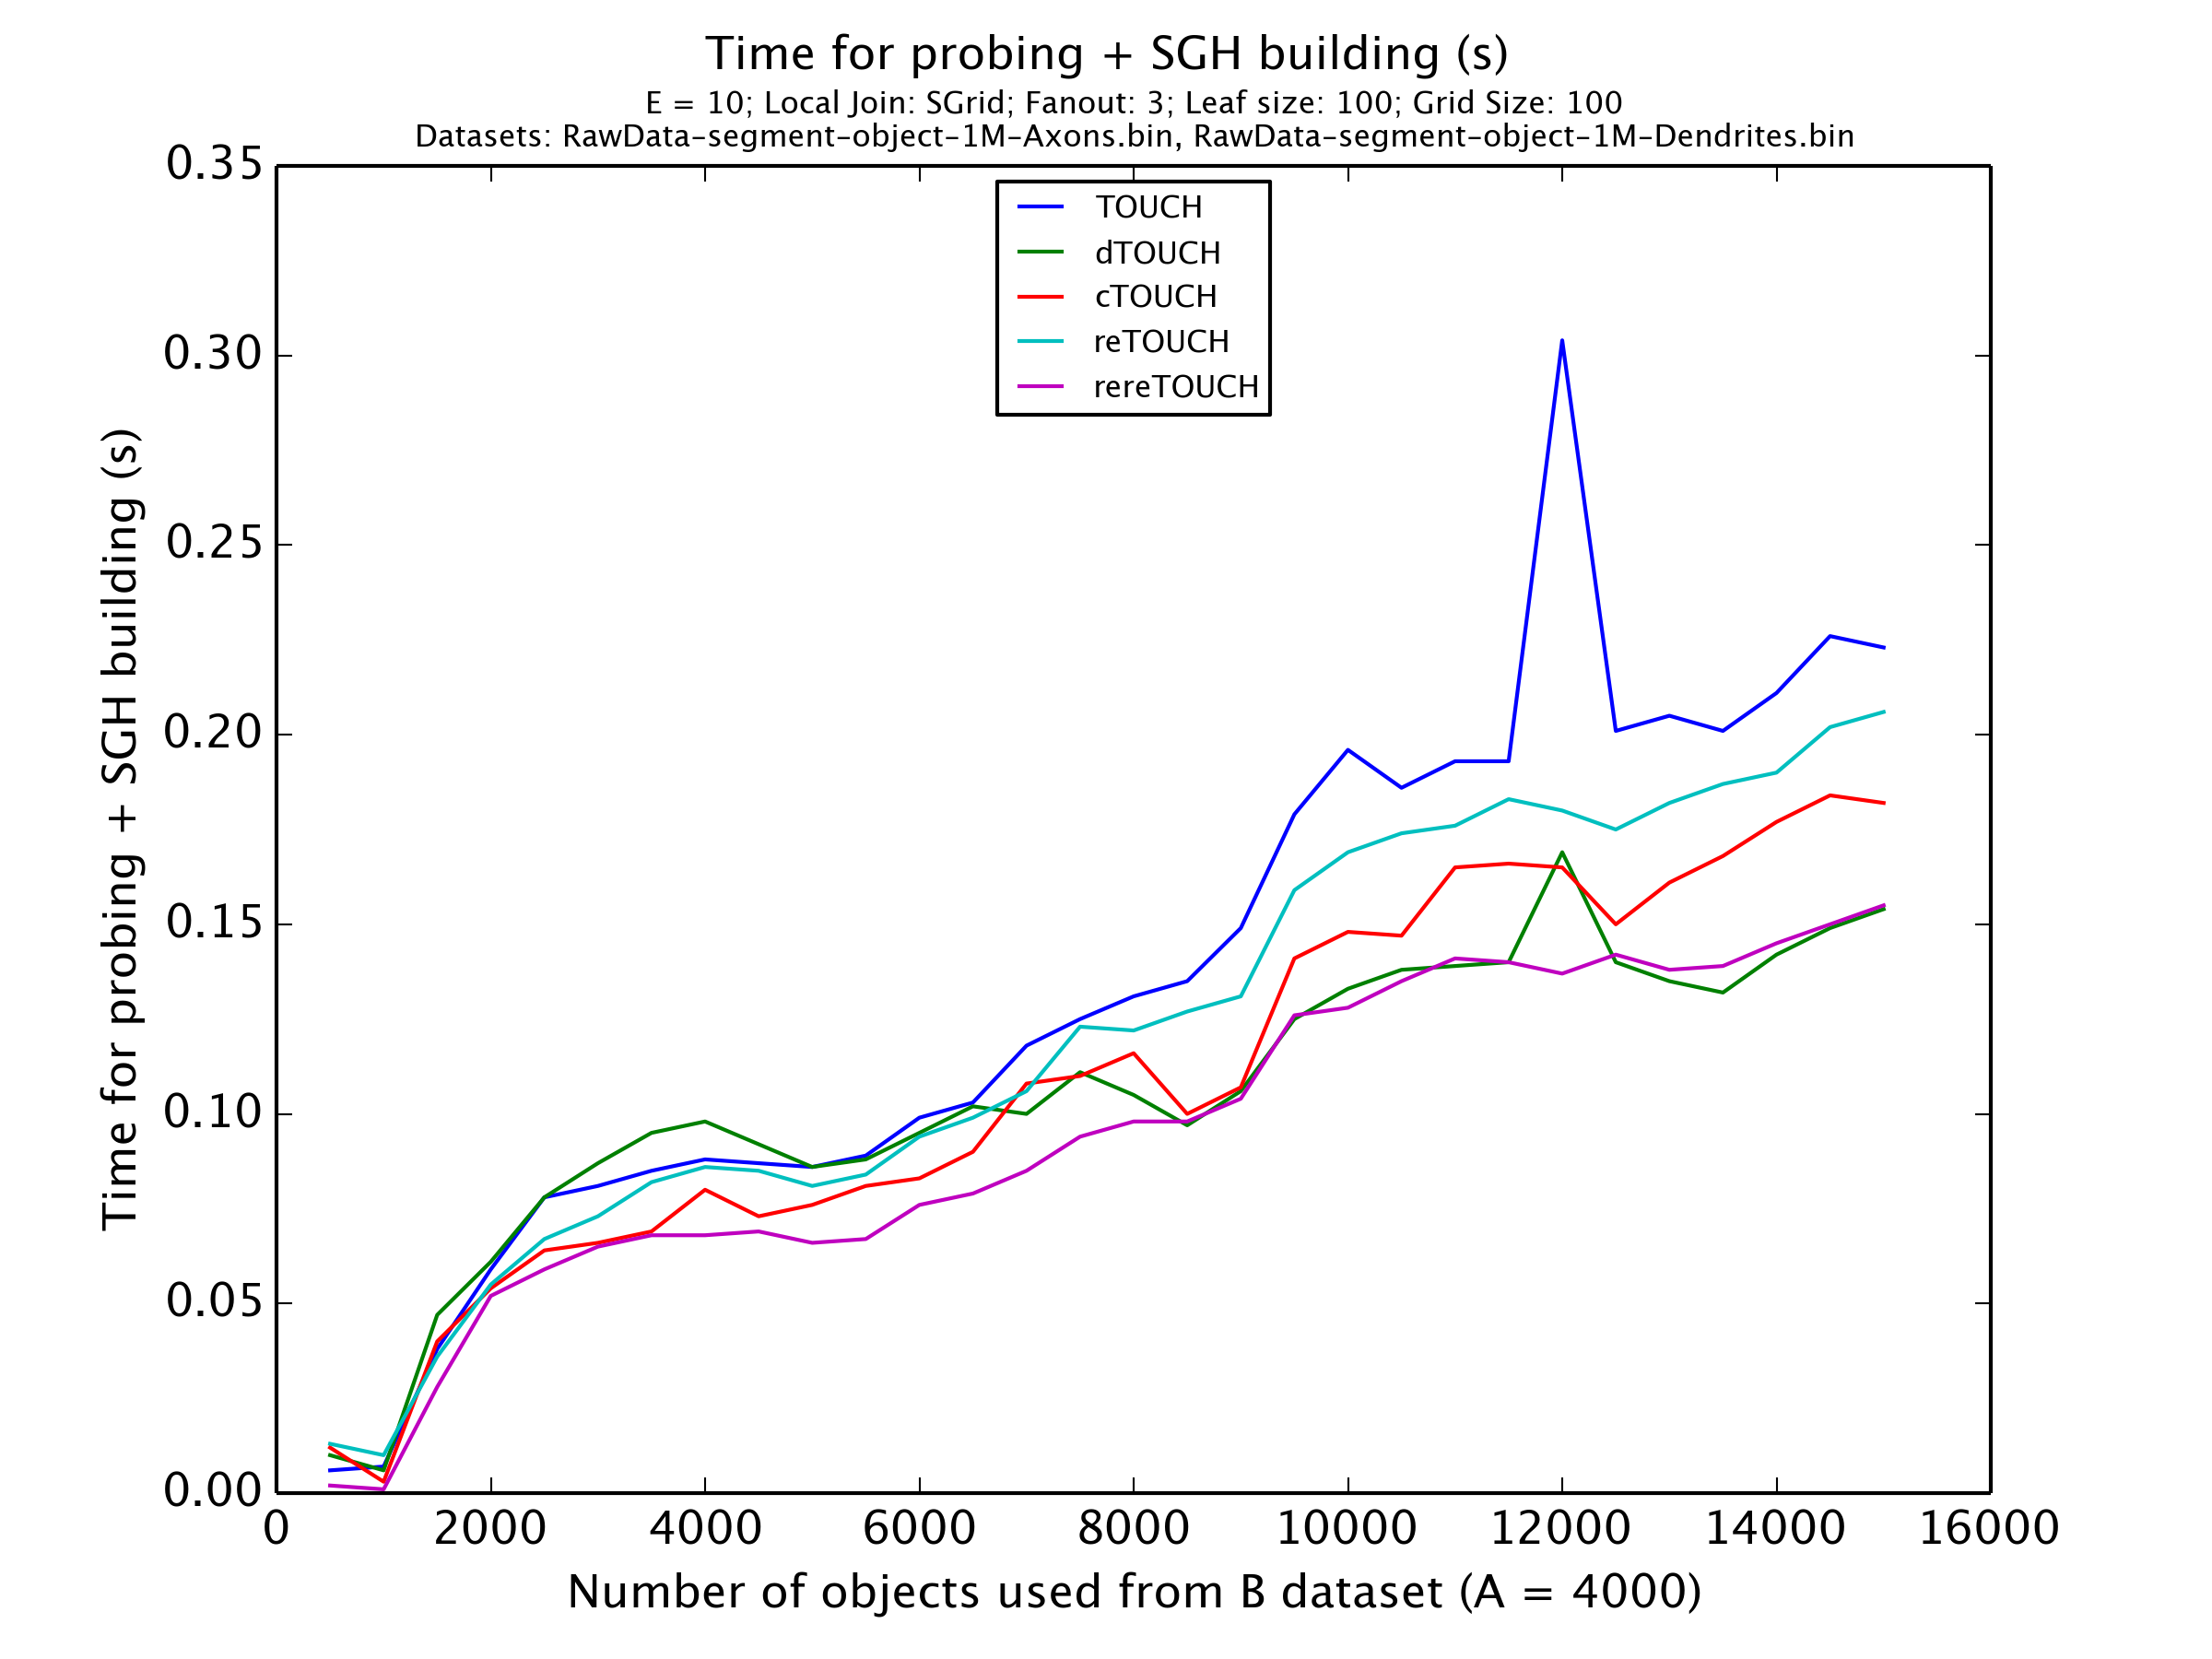 Time for probing + SGH building (s)
E = 10; Local Join: SGrid; Fanout: 3; Leaf size: 100; Grid Size: 100
Datasets: RawData-segment-object-1M-Axons.bin, RawData-segment-object-1M-Dendrites.bin
Time for probing + SGH building (s)
0.35
0.30
0.25
0.20
0.15
0.10
0.05
0.00
TOUCH
dTOUCH
cTOUCH
reTOUCH
rereTOUCH
0 2000 4000 6000 8000 10000 12000 14000 16000
Number of objects used from B dataset (A = 4000)